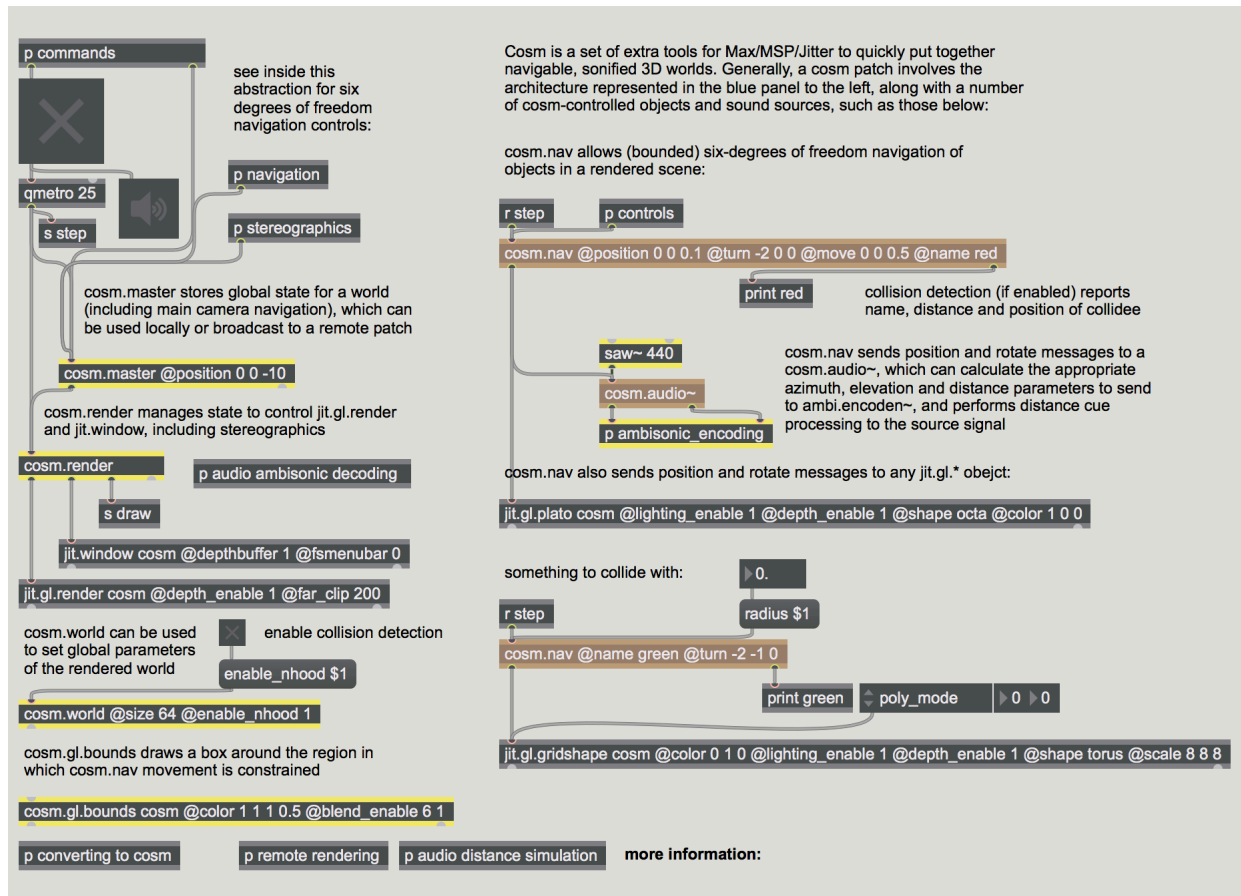 p commands
see inside this
abstraction for six
degrees of freedom
navigation controls:
qmetro 25
s step
p navigation
p stereographics
cosm.master stores global state for a world
(including main camera navigation), which can
be used locally or broadcast to a remote patch
cosm.master @position 0 0 -10
cosm.render manages state to control jit.gl.render
and jit.window, including stereographics
cosm.render
p audio ambisonic decoding
s draw
jit.window cosm @depthbuffer 1 @fsmenubar 0
jit.gl.render cosm @depth_enable 1 @far_clip 200
cosm.world can be used
to set global parameters
of the rendered world
enable collision detection
enable_nhood $1
cosm.world @size 64 @enable_nhood 1
cosm.gl.bounds draws a box around the region in
which cosm.nav movement is constrained
cosm.gl.bounds cosm @color 1 1 1 0.5 @blend_enable 6 1
p converting to cosm
p remote rendering
p audio distance simulation
more information:
Cosm is a set of extra tools for Max/MSP/Jitter to quickly put together
navigable, sonified 3D worlds. Generally, a cosm patch involves the
architecture represented in the blue panel to the left, along with a number
of cosm-controlled objects and sound sources, such as those below:
cosm.nav allows (bounded) six-degrees of freedom navigation of
objects in a rendered scene:
r step
p controls
cosm.nav @position 0 0 0.1 @turn -2 0 0 @move 0 0 0.5 @name red
print red
collision detection (if enabled) reports
name, distance and position of collidee
saw~ 440
cosm.audio~
p ambisonic_encoding
cosm.nav sends position and rotate messages to a
cosm.audio~, which can calculate the appropriate
azimuth, elevation and distance parameters to send
to ambi.encoden~, and performs distance cue
processing to the source signal
cosm.nav also sends position and rotate messages to any jit.gl.* obejct:
jit.gl.plato cosm @lighting_enable 1 @depth_enable 1 @shape octa @color 1 0 0
something to collide with:
0.
r step
radius $1
cosm.nav @name green @turn -2 -1 0
print green
poly_mode
0 0
jit.gl.gridshape cosm @color 0 1 0 @lighting_enable 1 @depth_enable 1 @shape torus @scale 8 8 8